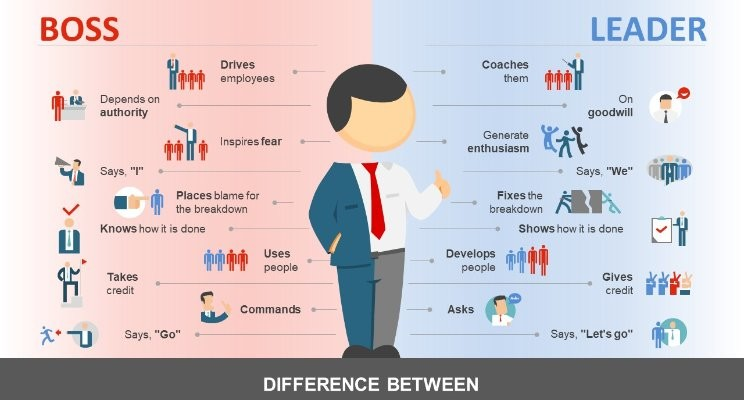 BOSS
LEADER
Drives
employees
Coaches
them
Depends on
authority
On
goodwill
Inspires fear
Generate
enthusiasm
Says, "I"
Says, "We"
Places blame for
the breakdown
Fixes the
breakdown
Knows how it is done
Shows how it is done
Uses
people
Develops
people
Takes
credit
Gives
credit
Commands
Asks
Says, "Go"
Says, "Let's go"
DIFFERENCE BETWEEN